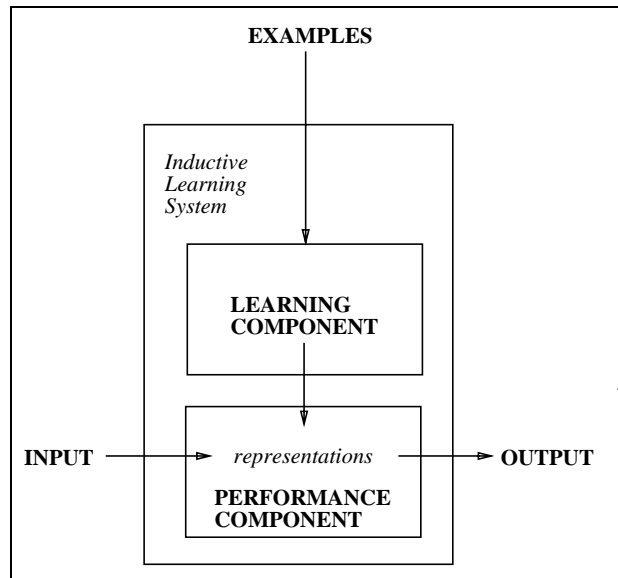 EXAMPLES
Inductive
Learning
System
LEARNING
COMPONENT
INPUT
representations
OUTPUT
PERFORMANCE
COMPONENT